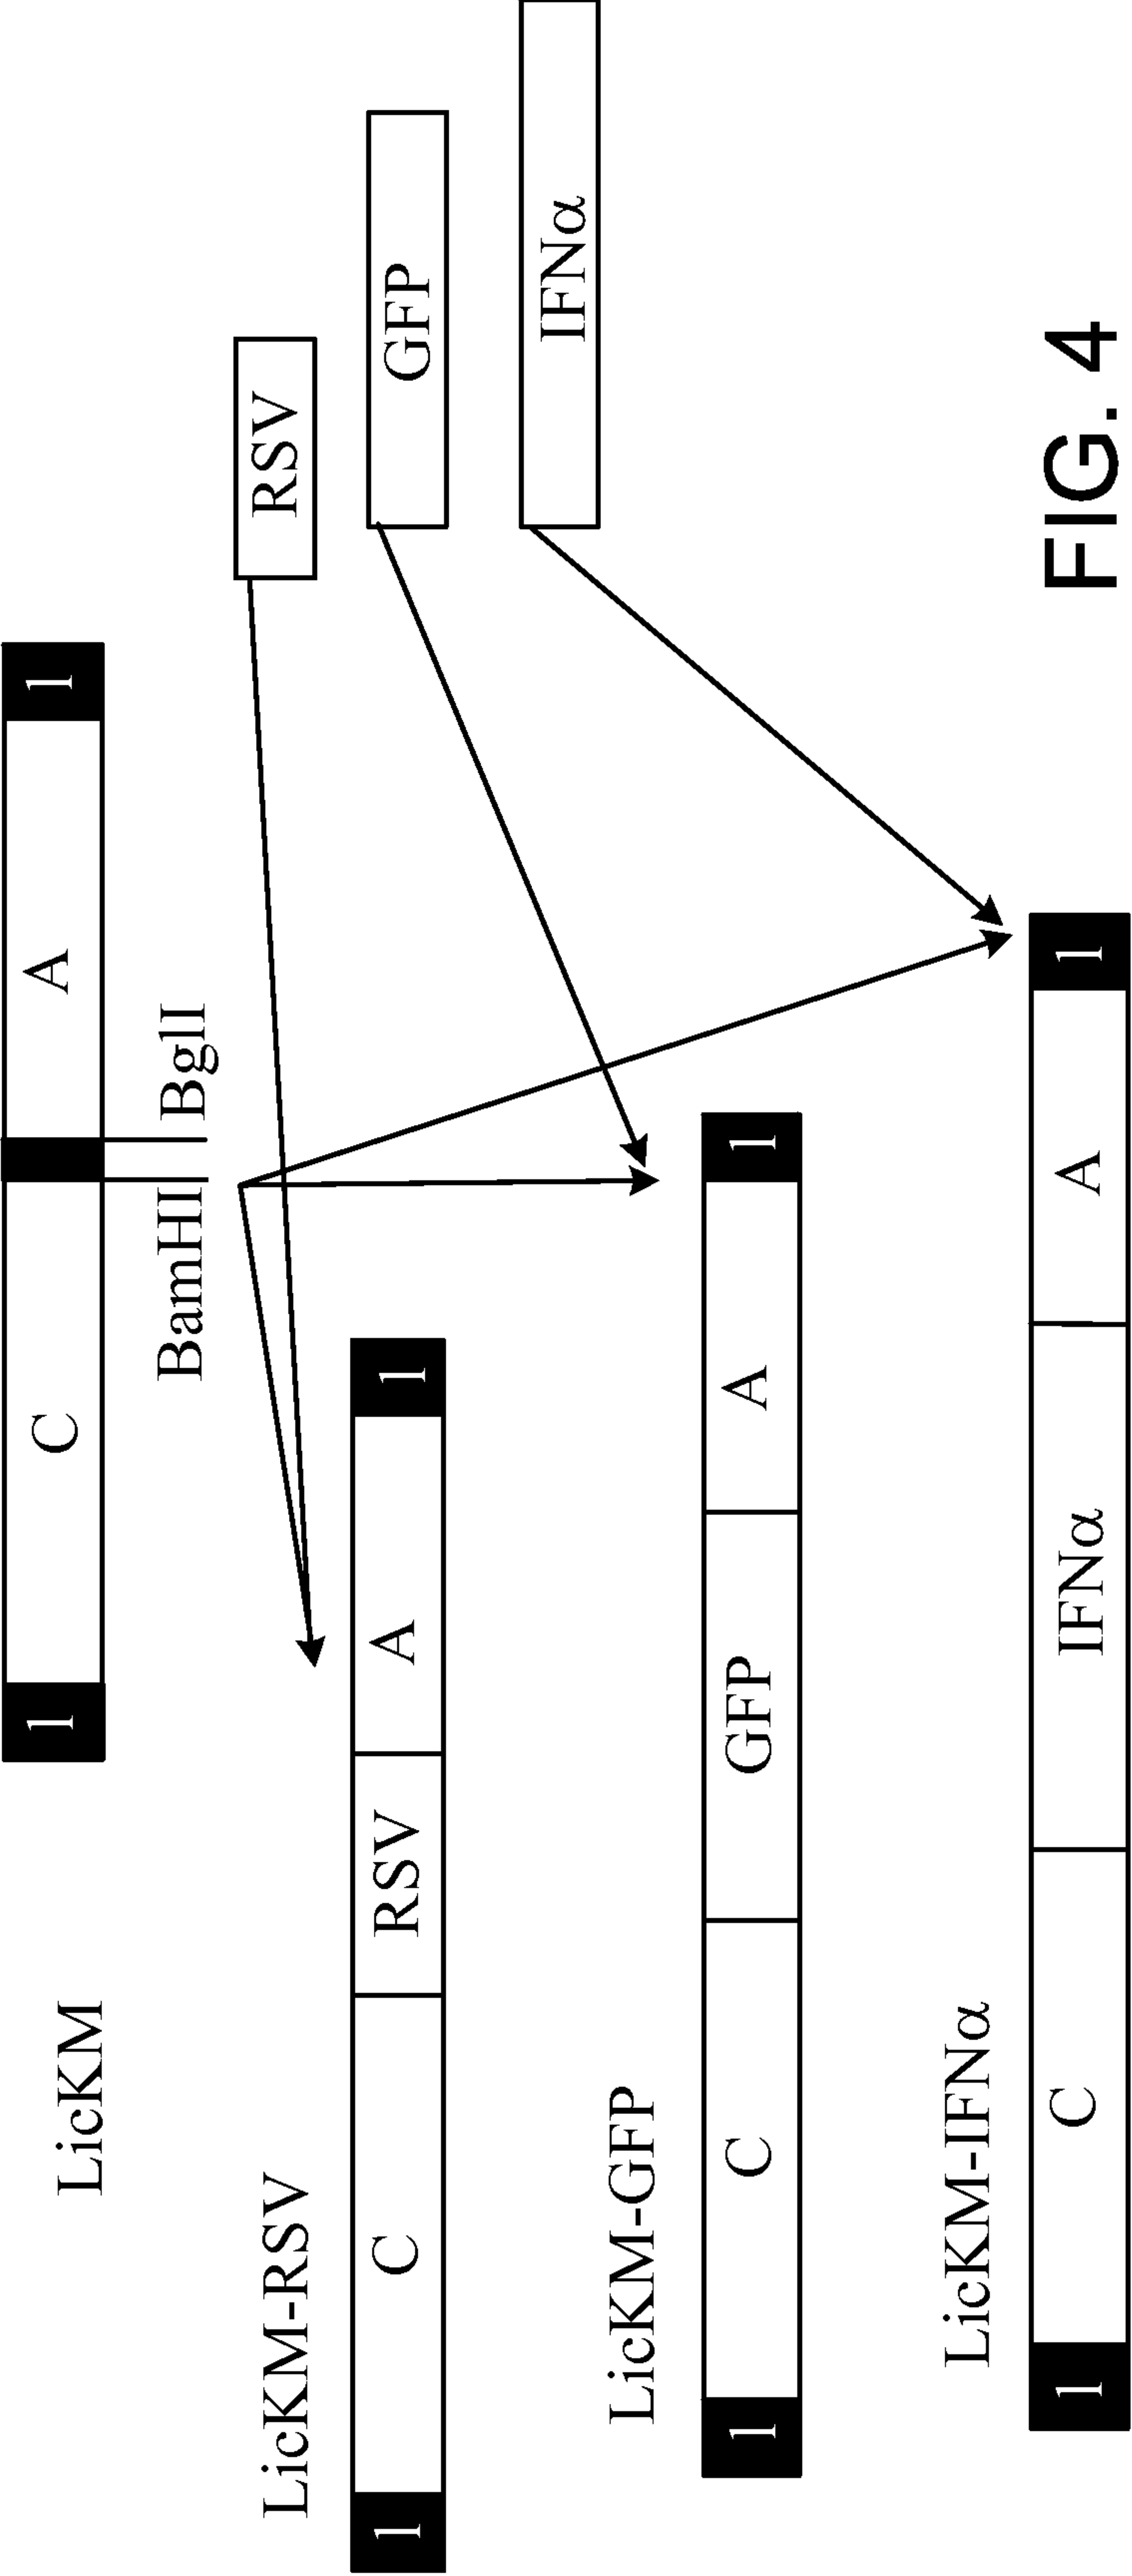 LicKM
1 C A 1
BamHI BglI
LicKM-RSV
RSV
1 C RSV A 1
GFP
IFNα
LicKM-GFP
1 C GFP A 1
LicKM-IFNα
1 C IFNα A 1
FIG. 4